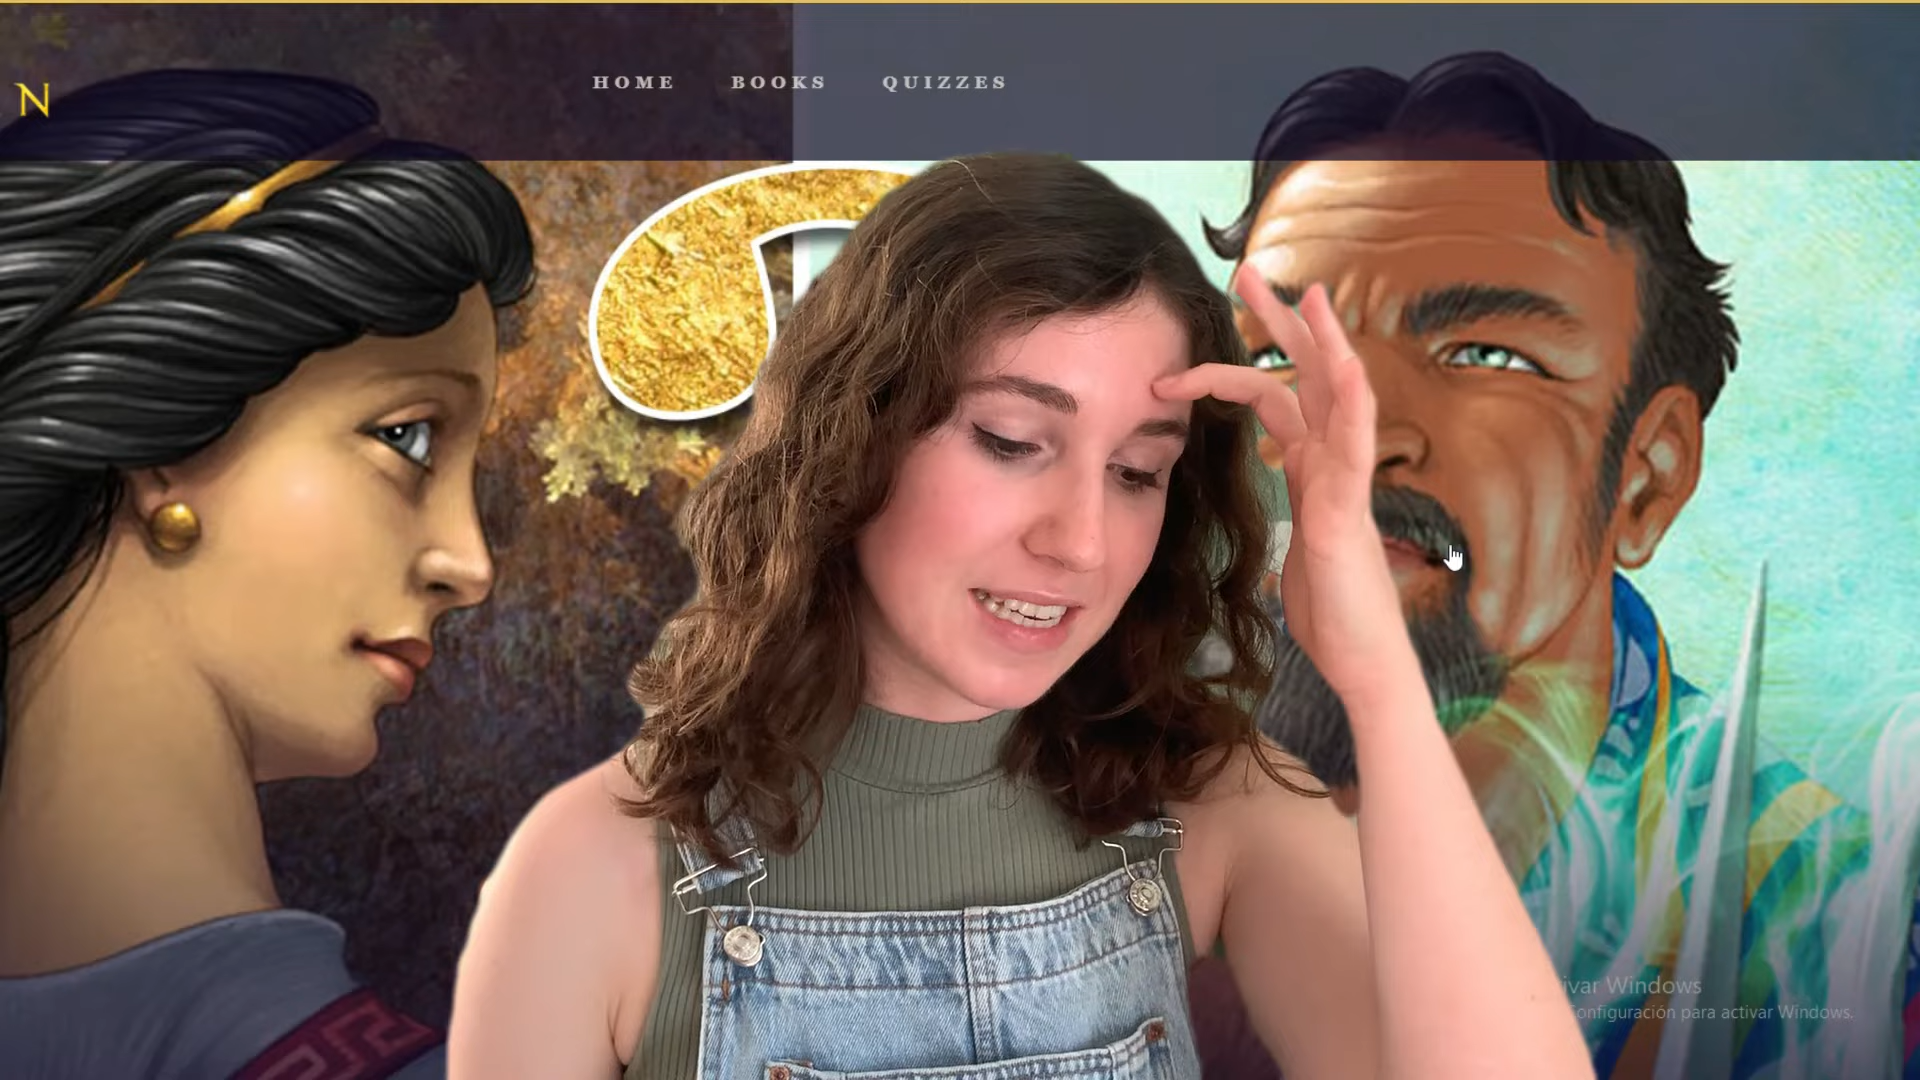 N
HOME BOOKS QUIZZES
ivar Windows
onfiguración para activar Windows.